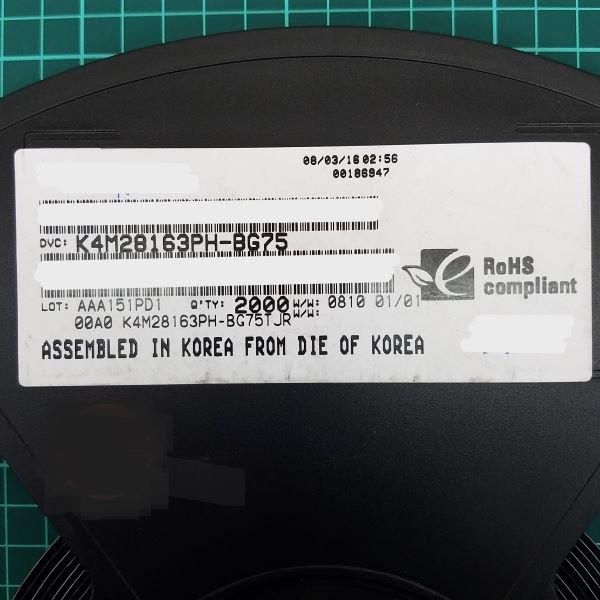 08/03/16 02:56
00186947
DVC: K4M28163PH-BG75
RoHS
compliant
LOT: AAA151PD1 Q'TY: 2000 W/W: 0810 01/01
W/W:
00A0 K4M28163PH-BG75TJR
ASSEMBLED IN KOREA FROM DIE OF KOREA